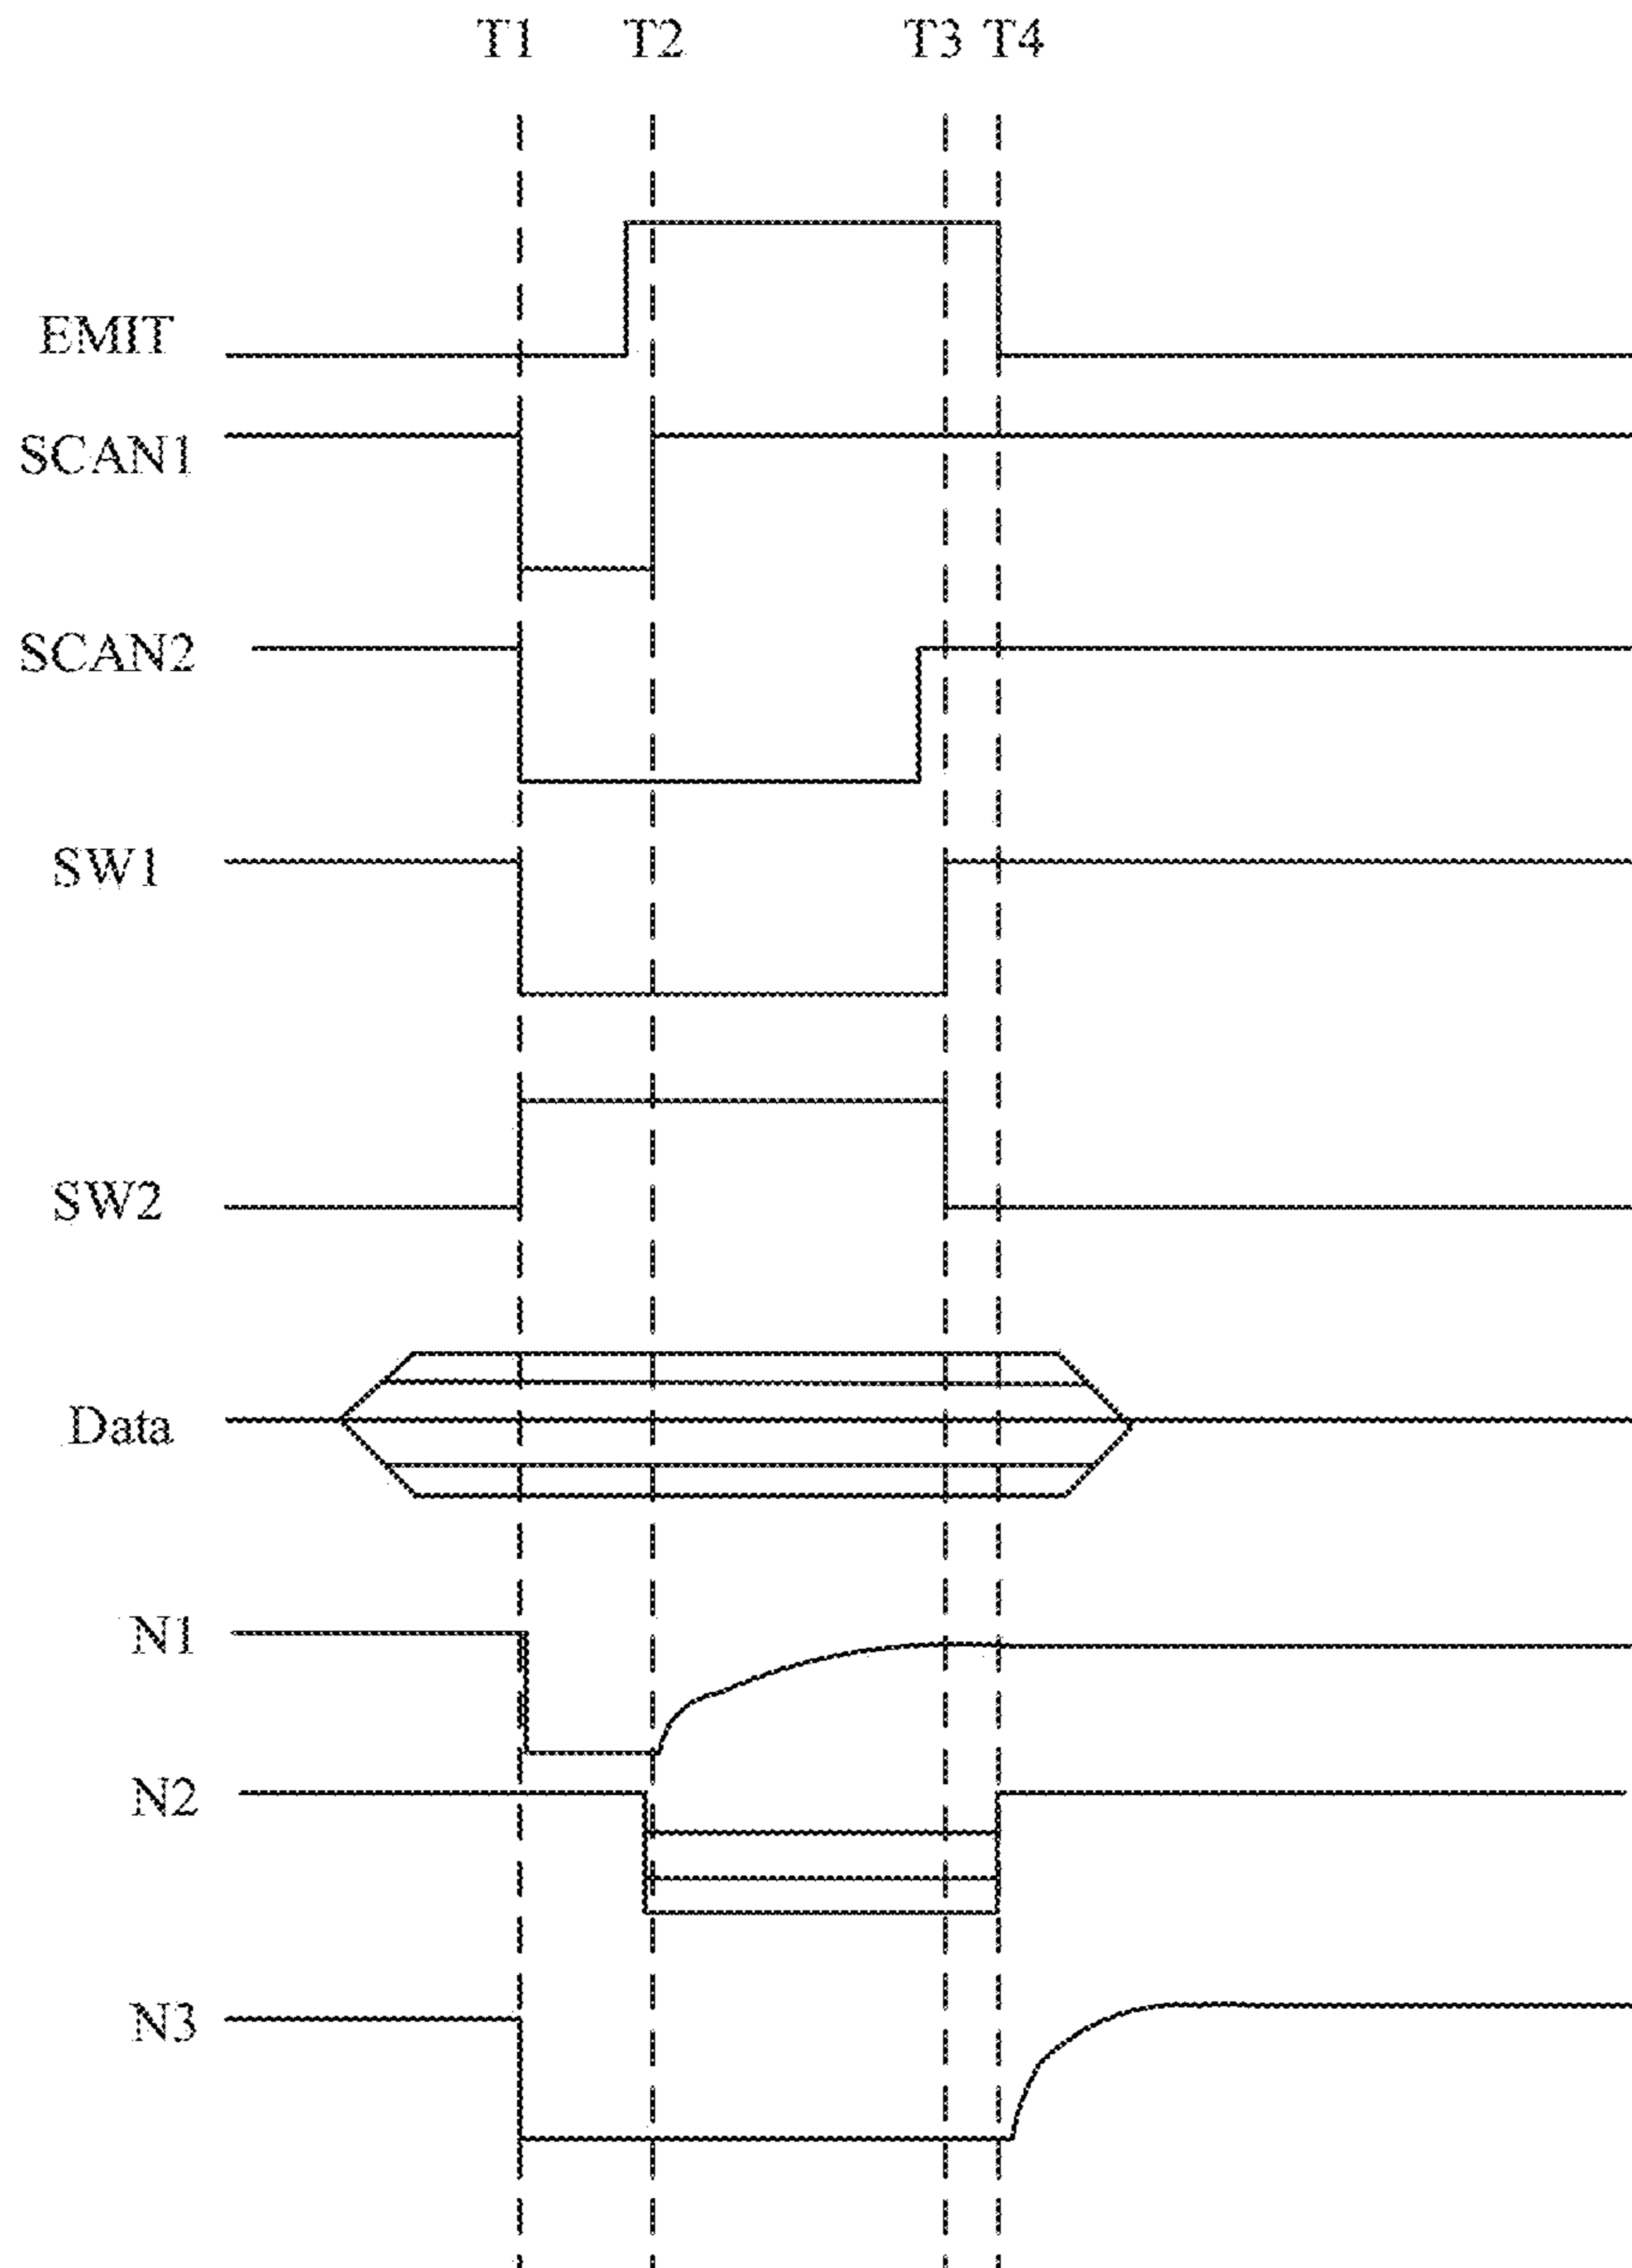 T1 T2 T3 T4
EMIT
SCAN1
SCAN2
SW1
SW2
Data
N1
N2
N3